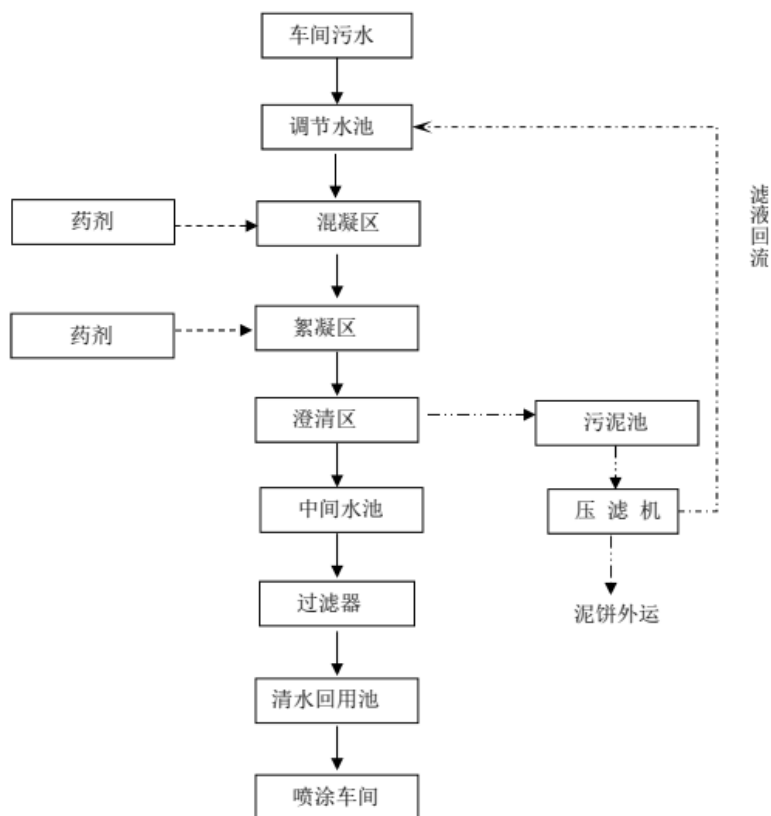 车间污水
调节水池
滤液回流
药剂
混凝区
药剂
絮凝区
澄清区
污泥池
中间水池
压 滤 机
过滤器
泥饼外运
清水回用池
喷涂车间